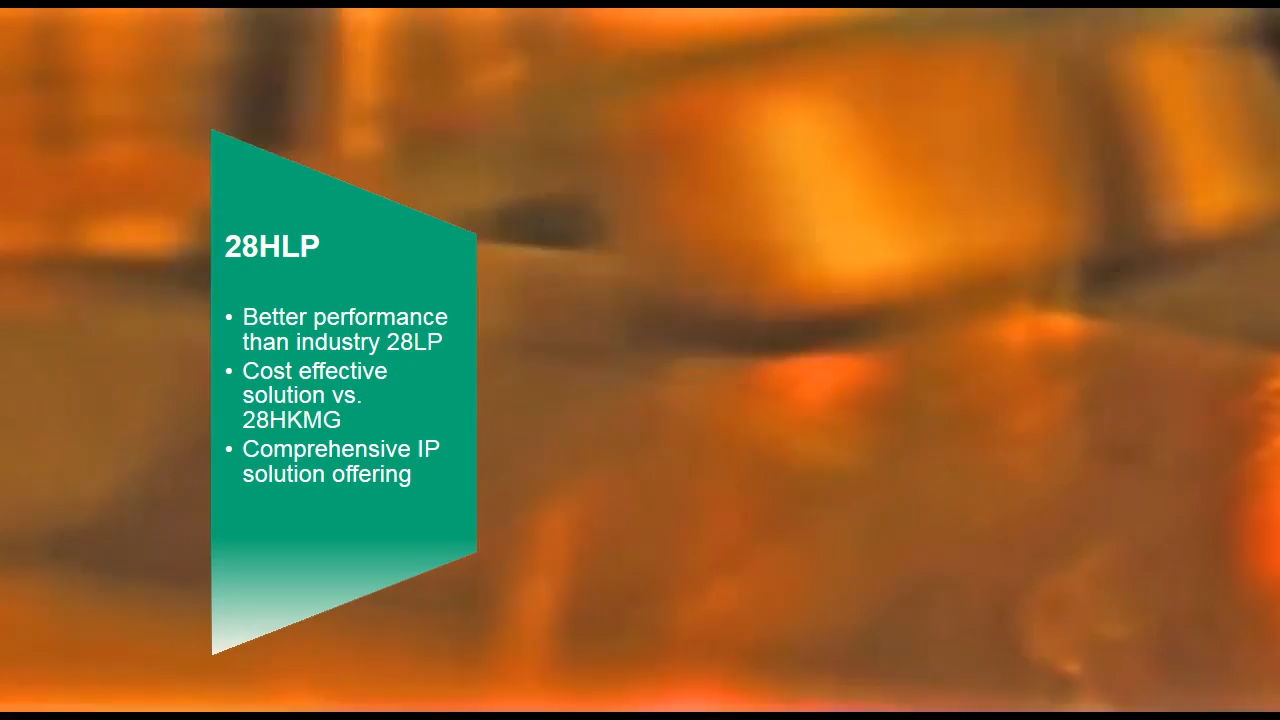 28HLP
• Better performance
than industry 28LP
• Cost effective
solution vs.
28HKMG
• Comprehensive IP
solution offering